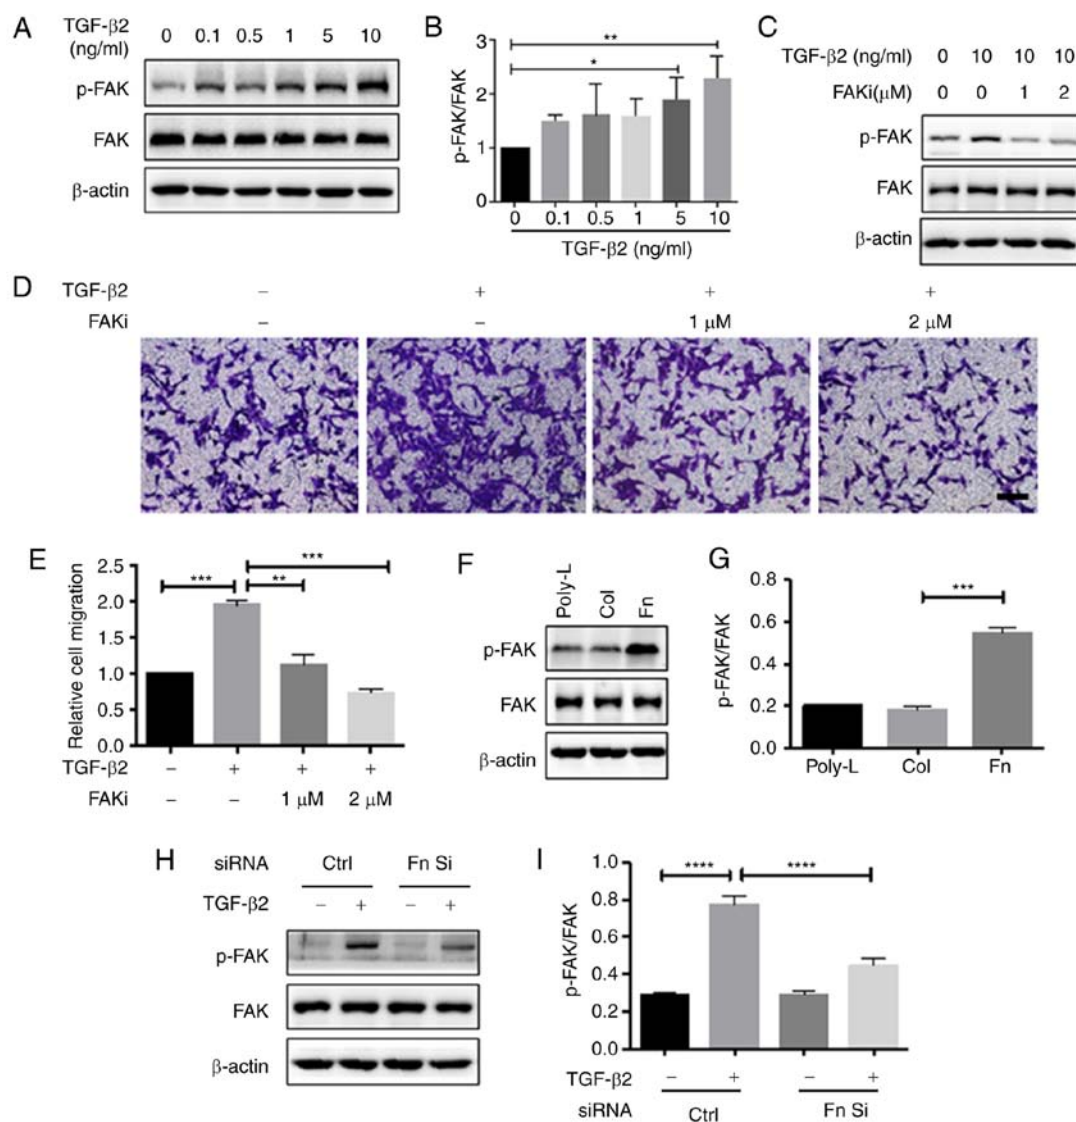 A
TGF-β2 (ng/ml)
0 0.1 0.5 1 5 10
p-FAK
FAK
β-actin
B
p-FAK/FAK
3
2
1
0
**
*
0 0.1 0.5 1 5 10
TGF-β2 (ng/ml)
C
TGF-β2 (ng/ml) 0 10 10 10
FAKi(μM) 0 0 1 2
p-FAK
FAK
β-actin
D
TGF-β2 – + + +
FAKi – – 1 μM 2 μM
E
Relative cell migration
2.5
2.0
1.5
1.0
0.5
0.0
***
*** **
TGF-β2 – + + +
FAKi – – 1 μM 2 μM
F
Poly-L Col Fn
p-FAK
FAK
β-actin
G
p-FAK/FAK
0.8
0.6
0.4
0.2
0.0
***
Poly-L Col Fn
H
siRNA Ctrl Fn Si
TGF-β2 – + – +
p-FAK
FAK
β-actin
I
p-FAK/FAK
1.0
0.8
0.6
0.4
0.2
0.0
**** ****
TGF-β2 – + – +
siRNA Ctrl Fn Si